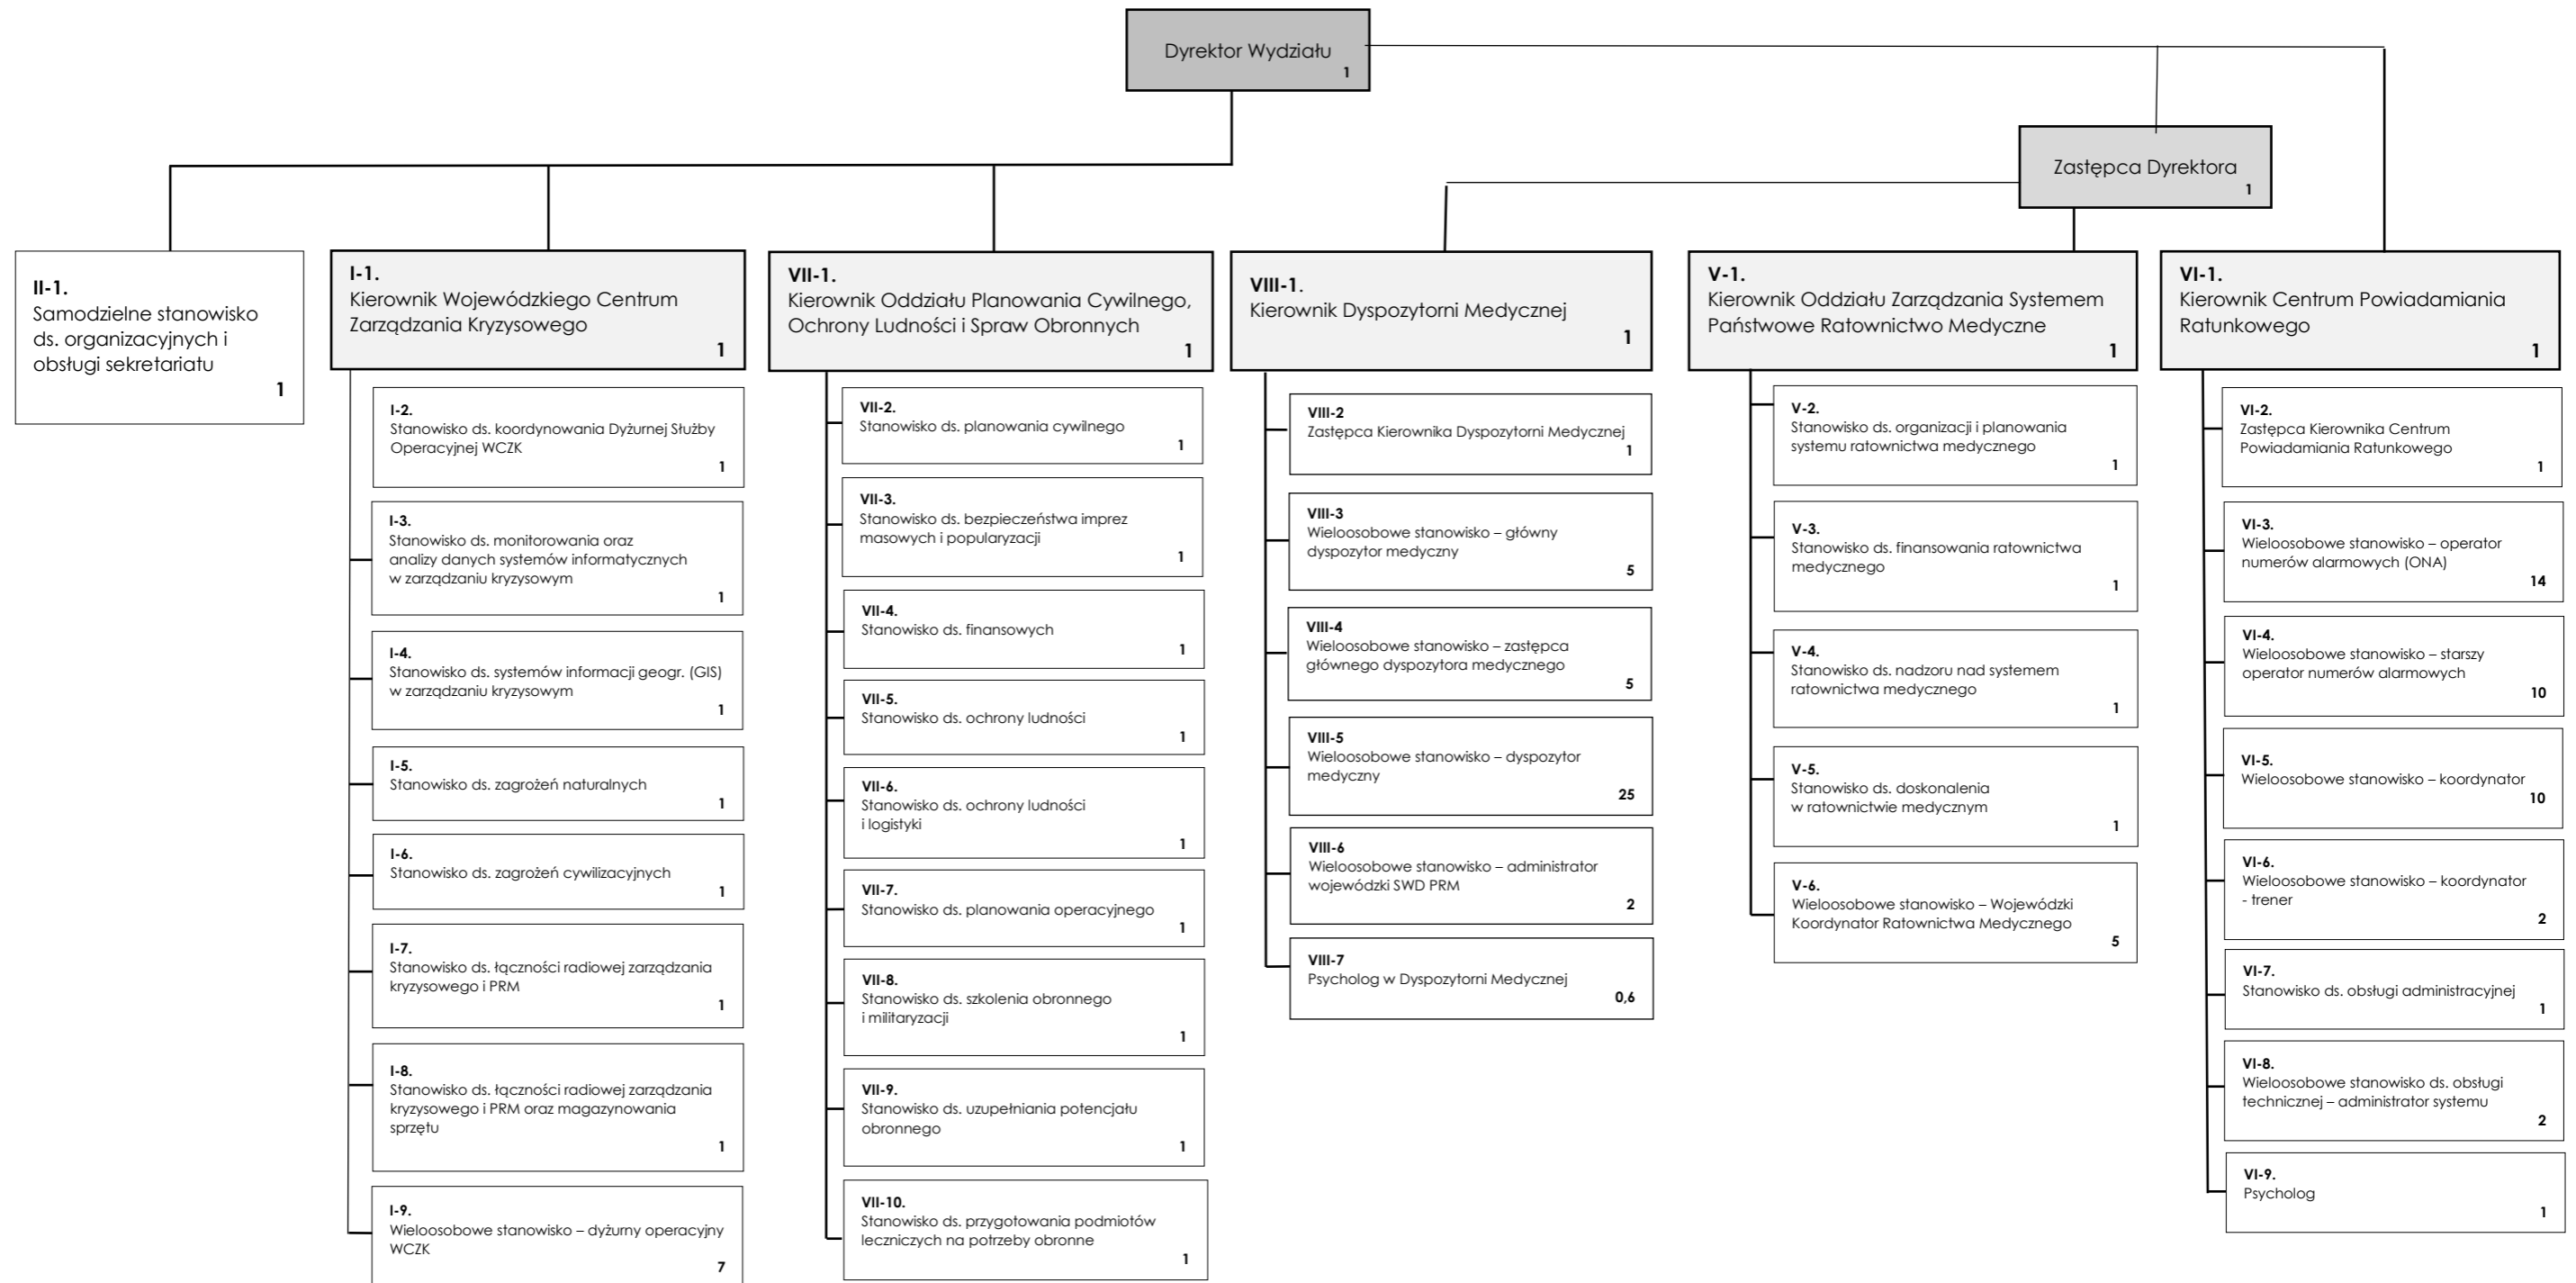 Dyrektor Wydziału
1
Zastępca Dyrektora
1
II-1.
Samodzielne stanowisko
ds. organizacyjnych i
obsługi sekretariatu
1
I-1.
Kierownik Wojewódzkiego Centrum
Zarządzania Kryzysowego
1
I-2.
Stanowisko ds. koordynowania Dyżurnej Służby
Operacyjnej WCZK
1
I-3.
Stanowisko ds. monitorowania oraz
analizy danych systemów informatycznych
w zarządzaniu kryzysowym
1
I-4.
Stanowisko ds. systemów informacji geogr. (GIS)
w zarządzaniu kryzysowym
1
I-5.
Stanowisko ds. zagrożeń naturalnych
1
I-6.
Stanowisko ds. zagrożeń cywilizacyjnych
1
I-7.
Stanowisko ds. łączności radiowej zarządzania
kryzysowego i PRM
1
I-8.
Stanowisko ds. łączności radiowej zarządzania
kryzysowego i PRM oraz magazynowania
sprzętu
1
I-9.
Wieloosobowe stanowisko – dyżurny operacyjny
WCZK
7
VII-1.
Kierownik Oddziału Planowania Cywilnego,
Ochrony Ludności i Spraw Obronnych
1
VII-2.
Stanowisko ds. planowania cywilnego
1
VII-3.
Stanowisko ds. bezpieczeństwa imprez
masowych i popularyzacji
1
VII-4.
Stanowisko ds. finansowych
1
VII-5.
Stanowisko ds. ochrony ludności
1
VII-6.
Stanowisko ds. ochrony ludności
i logistyki
1
VII-7.
Stanowisko ds. planowania operacyjnego
1
VII-8.
Stanowisko ds. szkolenia obronnego
i militaryzacji
1
VII-9.
Stanowisko ds. uzupełniania potencjału
obronnego
1
VII-10.
Stanowisko ds. przygotowania podmiotów
leczniczych na potrzeby obronne
1
VIII-1.
Kierownik Dyspozytorni Medycznej
1
VIII-2
Zastępca Kierownika Dyspozytorni Medycznej
1
VIII-3
Wieloosobowe stanowisko – główny
dyspozytor medyczny
5
VIII-4
Wieloosobowe stanowisko – zastępca
głównego dyspozytora medycznego
5
VIII-5
Wieloosobowe stanowisko – dyspozytor
medyczny
25
VIII-6
Wieloosobowe stanowisko – administrator
wojewódzki SWD PRM
2
VIII-7
Psycholog w Dyspozytorni Medycznej
0,6
V-1.
Kierownik Oddziału Zarządzania Systemem
Państwowe Ratownictwo Medyczne
1
V-2.
Stanowisko ds. organizacji i planowania
systemu ratownictwa medycznego
1
V-3.
Stanowisko ds. finansowania ratownictwa
medycznego
1
V-4.
Stanowisko ds. nadzoru nad systemem
ratownictwa medycznego
1
V-5.
Stanowisko ds. doskonalenia
w ratownictwie medycznym
1
V-6.
Wieloosobowe stanowisko – Wojewódzki
Koordynator Ratownictwa Medycznego
5
VI-1.
Kierownik Centrum Powiadamiania
Ratunkowego
1
VI-2.
Zastępca Kierownika Centrum
Powiadamiania Ratunkowego
1
VI-3.
Wieloosobowe stanowisko – operator
numerów alarmowych (ONA)
14
VI-4.
Wieloosobowe stanowisko – starszy
operator numerów alarmowych
10
VI-5.
Wieloosobowe stanowisko – koordynator
10
VI-6.
Wieloosobowe stanowisko – koordynator
- trener
2
VI-7.
Stanowisko ds. obsługi administracyjnej
1
VI-8.
Wieloosobowe stanowisko ds. obsługi
technicznej – administrator systemu
2
VI-9.
Psycholog
1